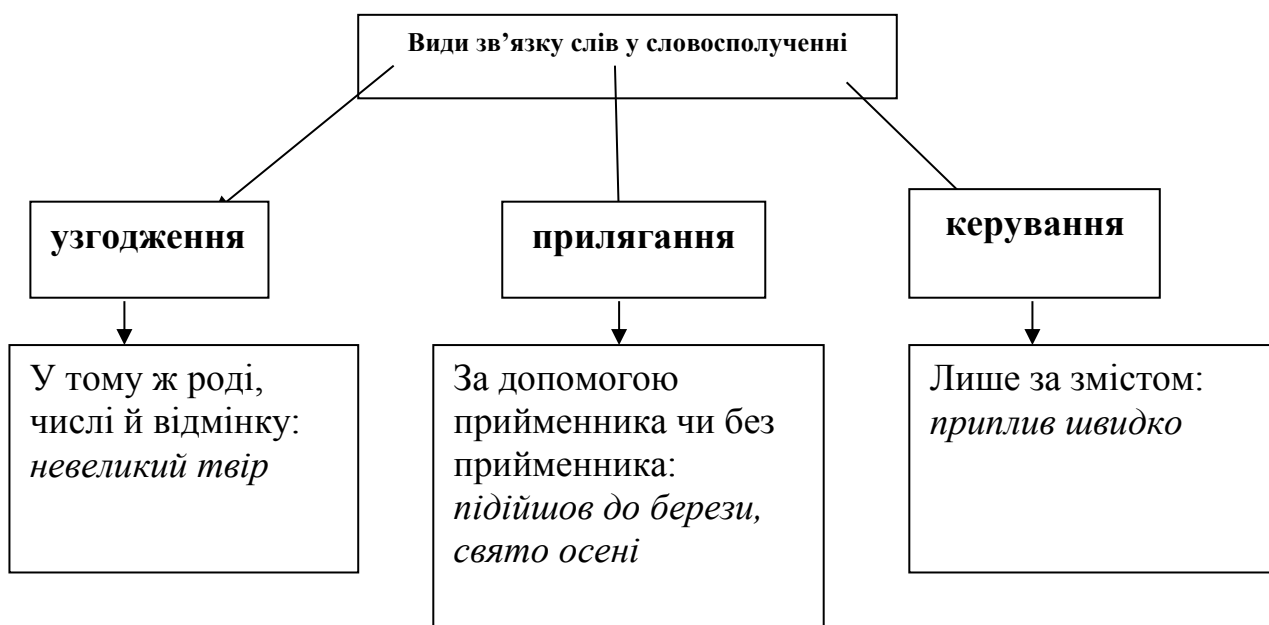 Види зв’язку слів у словосполученні
узгодження
прилягання
керування
У тому ж роді,
числі й відмінку:
невеликий твір
За допомогою
прийменника чи без
прийменника:
підійшов до берези,
свято осені
Лише за змістом:
приплив швидко